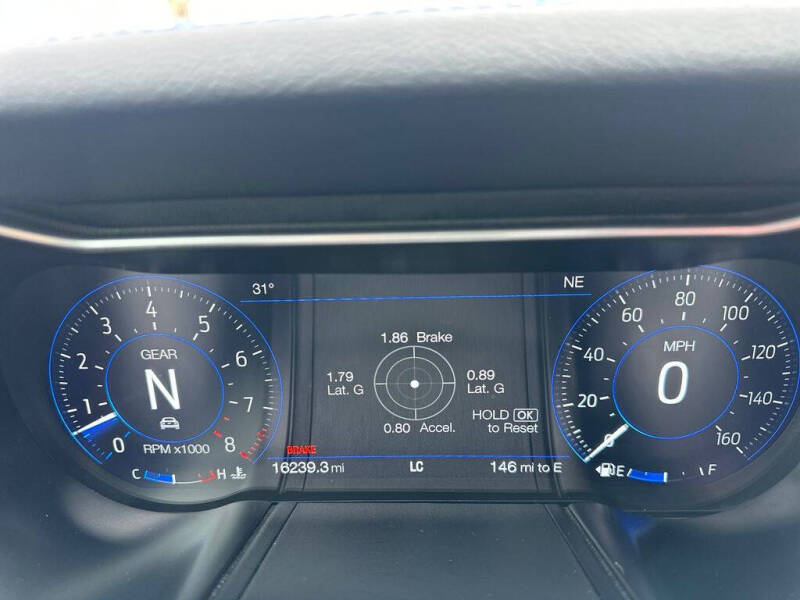 31°
NE
0
1
2
3
4
5
6
7
8
GEAR
N
RPM x1000
C H
1.86 Brake
1.79
Lat. G
0.89
Lat. G
0.80 Accel.
HOLD OK
to Reset
BRAKE
16239.3 mi LC 146 mi to E
0
20
40
60
80
100
120
140
160
MPH
0
E F